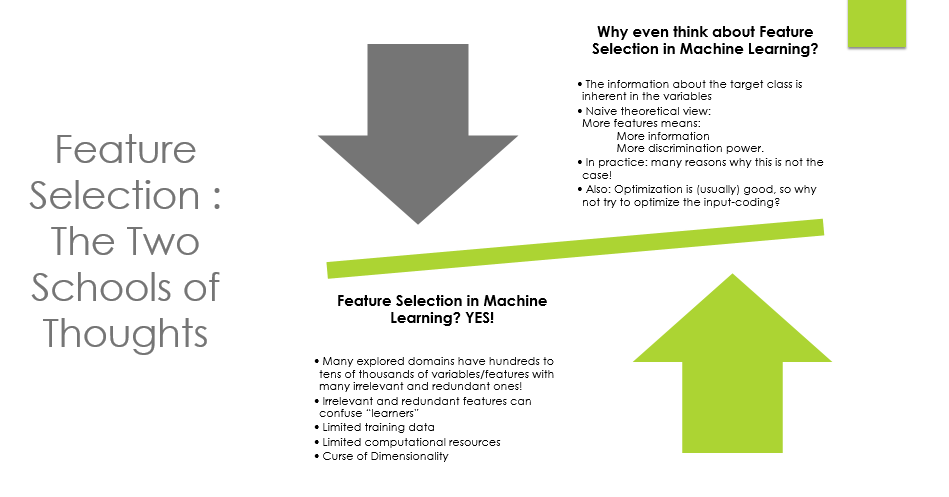 Feature
Selection :
The Two
Schools of
Thoughts
Why even think about Feature
Selection in Machine Learning?
• The information about the target class is
inherent in the variables
• Naive theoretical view:
More features means:
More information
More discrimination power.
• In practice: many reasons why this is not the
case!
• Also: Optimization is (usually) good, so why
not try to optimize the input-coding?
Feature Selection in Machine
Learning? YES!
• Many explored domains have hundreds to
tens of thousands of variables/features with
many irrelevant and redundant ones!
• Irrelevant and redundant features can
confuse “learners”
• Limited training data
• Limited computational resources
• Curse of Dimensionality